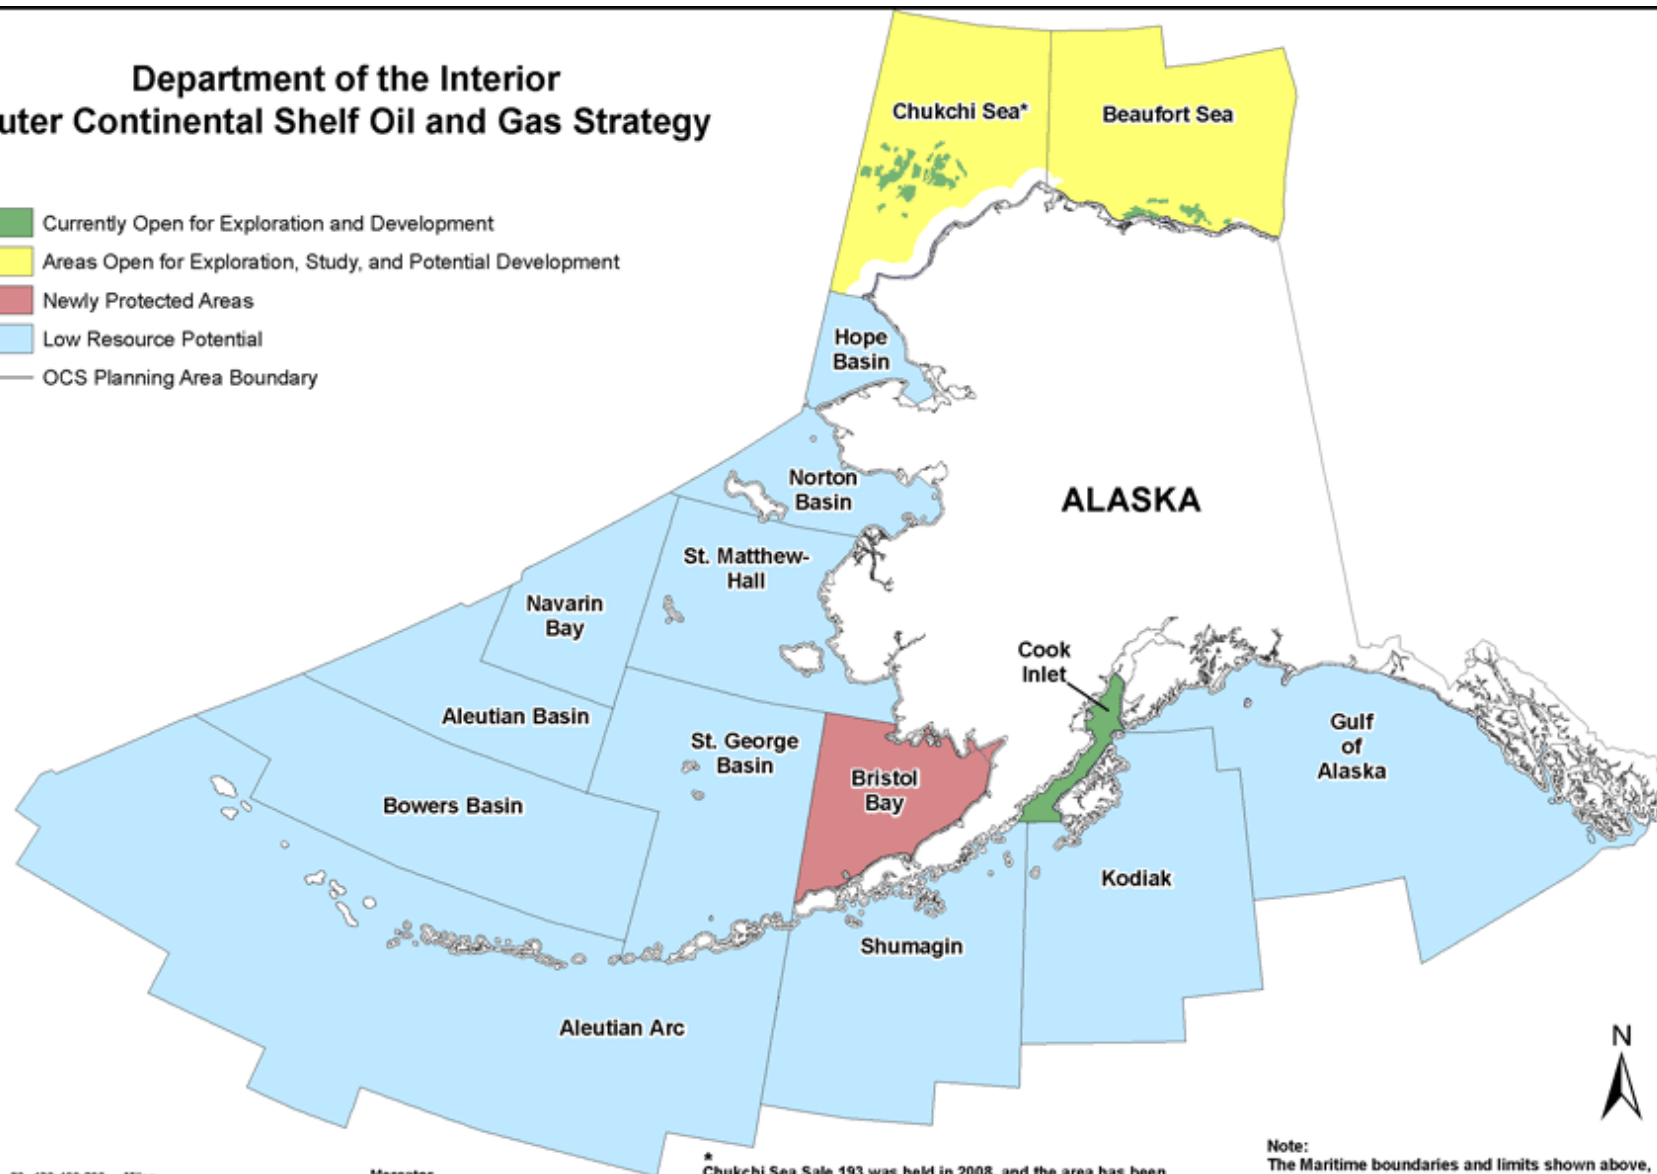 Department of the Interior
uter Continental Shelf Oil and Gas Strategy
Currently Open for Exploration and Development
Areas Open for Exploration, Study, and Potential Development
Newly Protected Areas
Low Resource Potential
OCS Planning Area Boundary
Chukchi Sea*
Beaufort Sea
Hope
Basin
Norton
Basin
ALASKA
St. Matthew-
Hall
Navarin
Bay
Cook
Inlet
Aleutian Basin
St. George
Basin
Gulf
of
Alaska
Bristol
Bay
Bowers Basin
Kodiak
Shumagin
Aleutian Arc
N
Note:
The Maritime boundaries and limits shown above,
*
Chukchi Sea Sale 193 was held in 2008, and the area has been